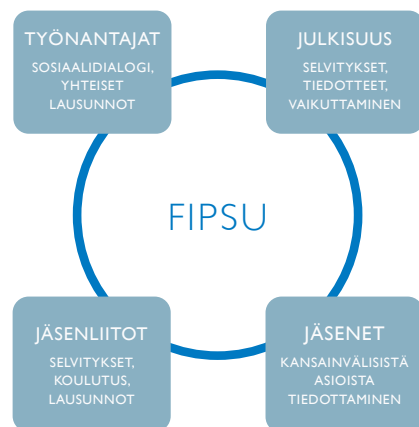 TYÖNANTAJAT
SOSIAALIDIALOGI,
YHTEISET
LAUSUNNOT
JULKISUUS
SELVITYKSET,
TIEDOTTEET,
VAIKUTTAMINEN
FIPSU
JÄSENLIITOT
SELVITYKSET,
KOULUTUS,
LAUSUNNOT
JÄSENET
KANSAINVÄLISISTÄ
ASIOISTA
TIEDOTTAMINEN